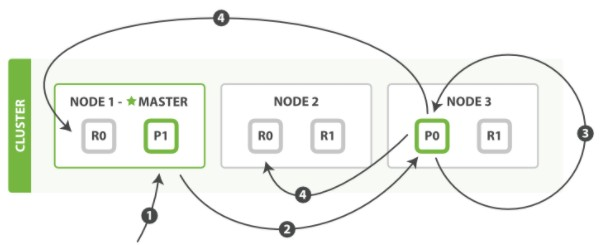 4
CLUSTER
NODE 1 - ★ MASTER
NODE 2
NODE 3
R0 P1
R0 R1
P0 R1
3
4
1
2